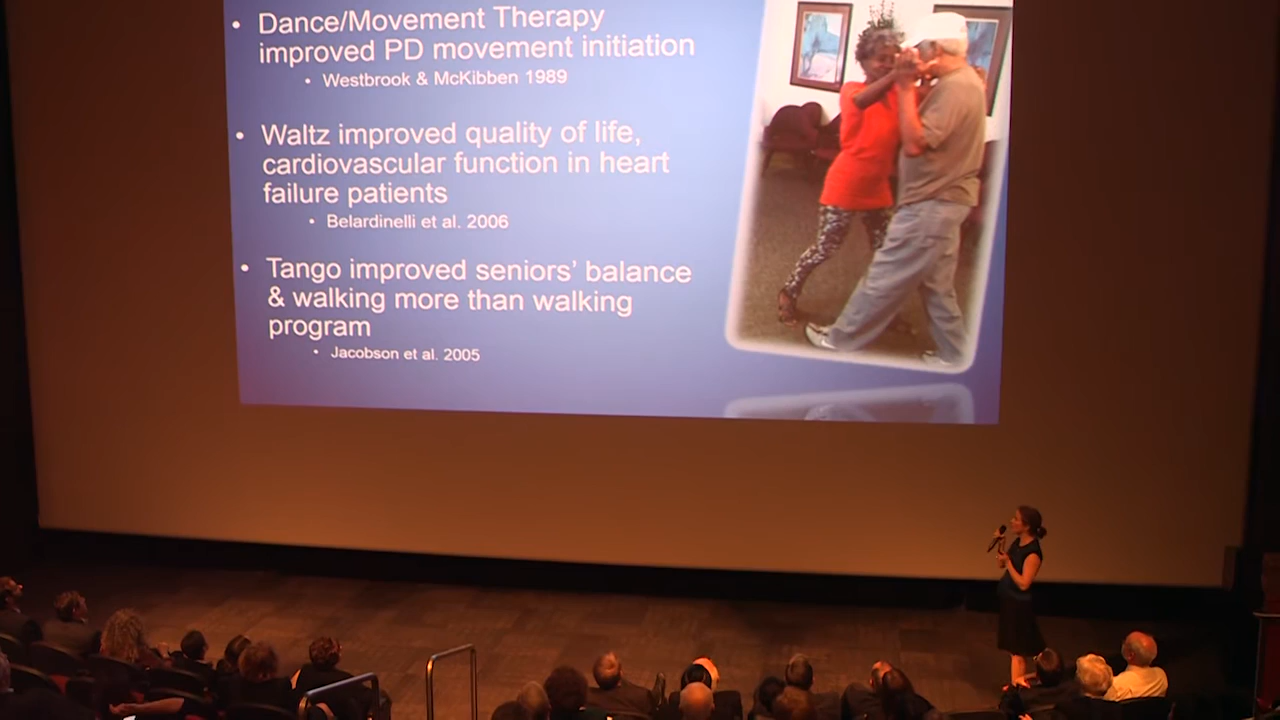 • Dance/Movement Therapy
improved PD movement initiation
• Westbrook & McKibben 1989
• Waltz improved quality of life,
cardiovascular function in heart
failure patients
• Belardinelli et al. 2006
• Tango improved seniors’ balance
& walking more than walking
program
• Jacobson et al. 2005